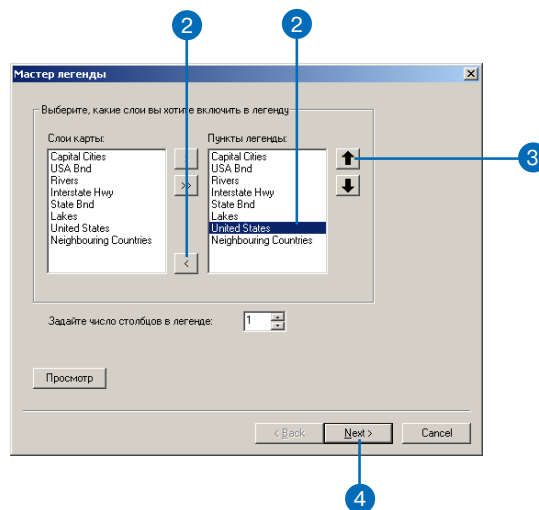 2
2
Мастер легенды
Выберите, какие слои вы хотите включить в легенду
Слои карты:
Пункты легенды:
Capital Cities
USA Bnd
Rivers
Interstate Hwy
State Bnd
Lakes
United States
Neighbouring Countries
>
>>
<
Capital Cities
USA Bnd
Rivers
Interstate Hwy
State Bnd
Lakes
United States
Neighbouring Countries
3
Задайте число столбцов в легенде:
1
Просмотр
< Back
Next >
Cancel
4